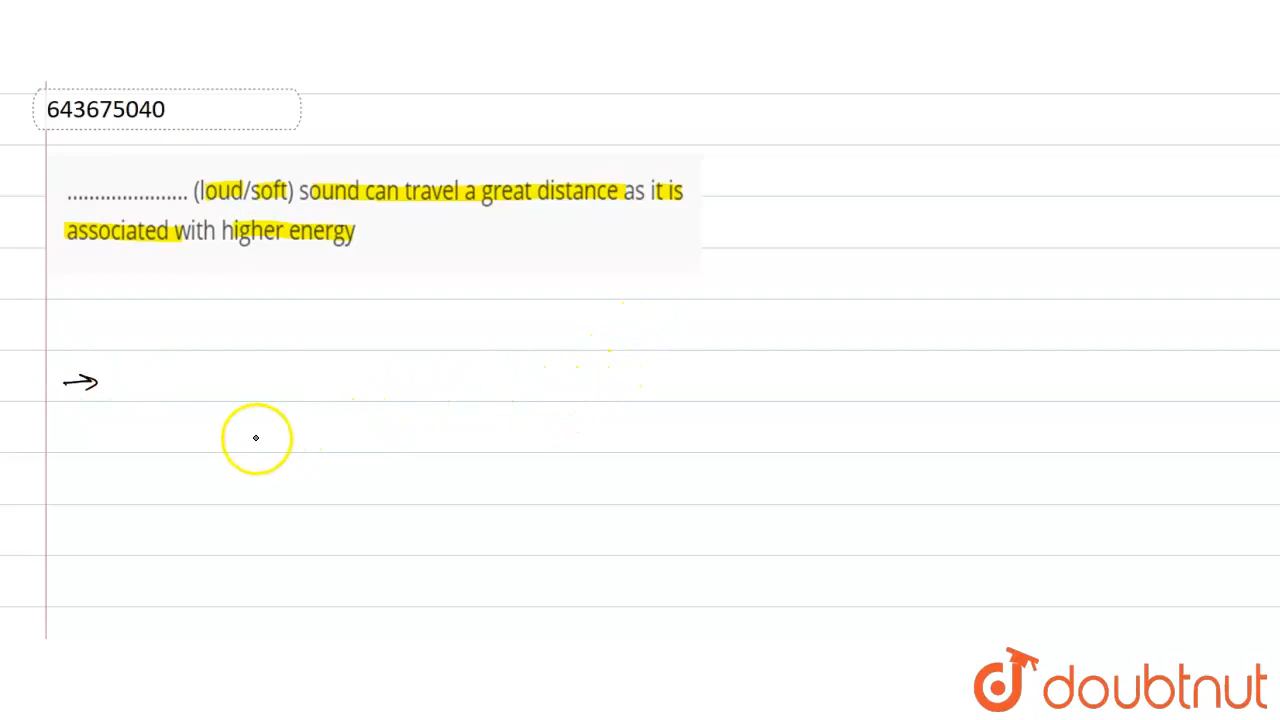 643675040
...................... (loud/soft) sound can travel a great distance as it is
associated with higher energy
doubtnut